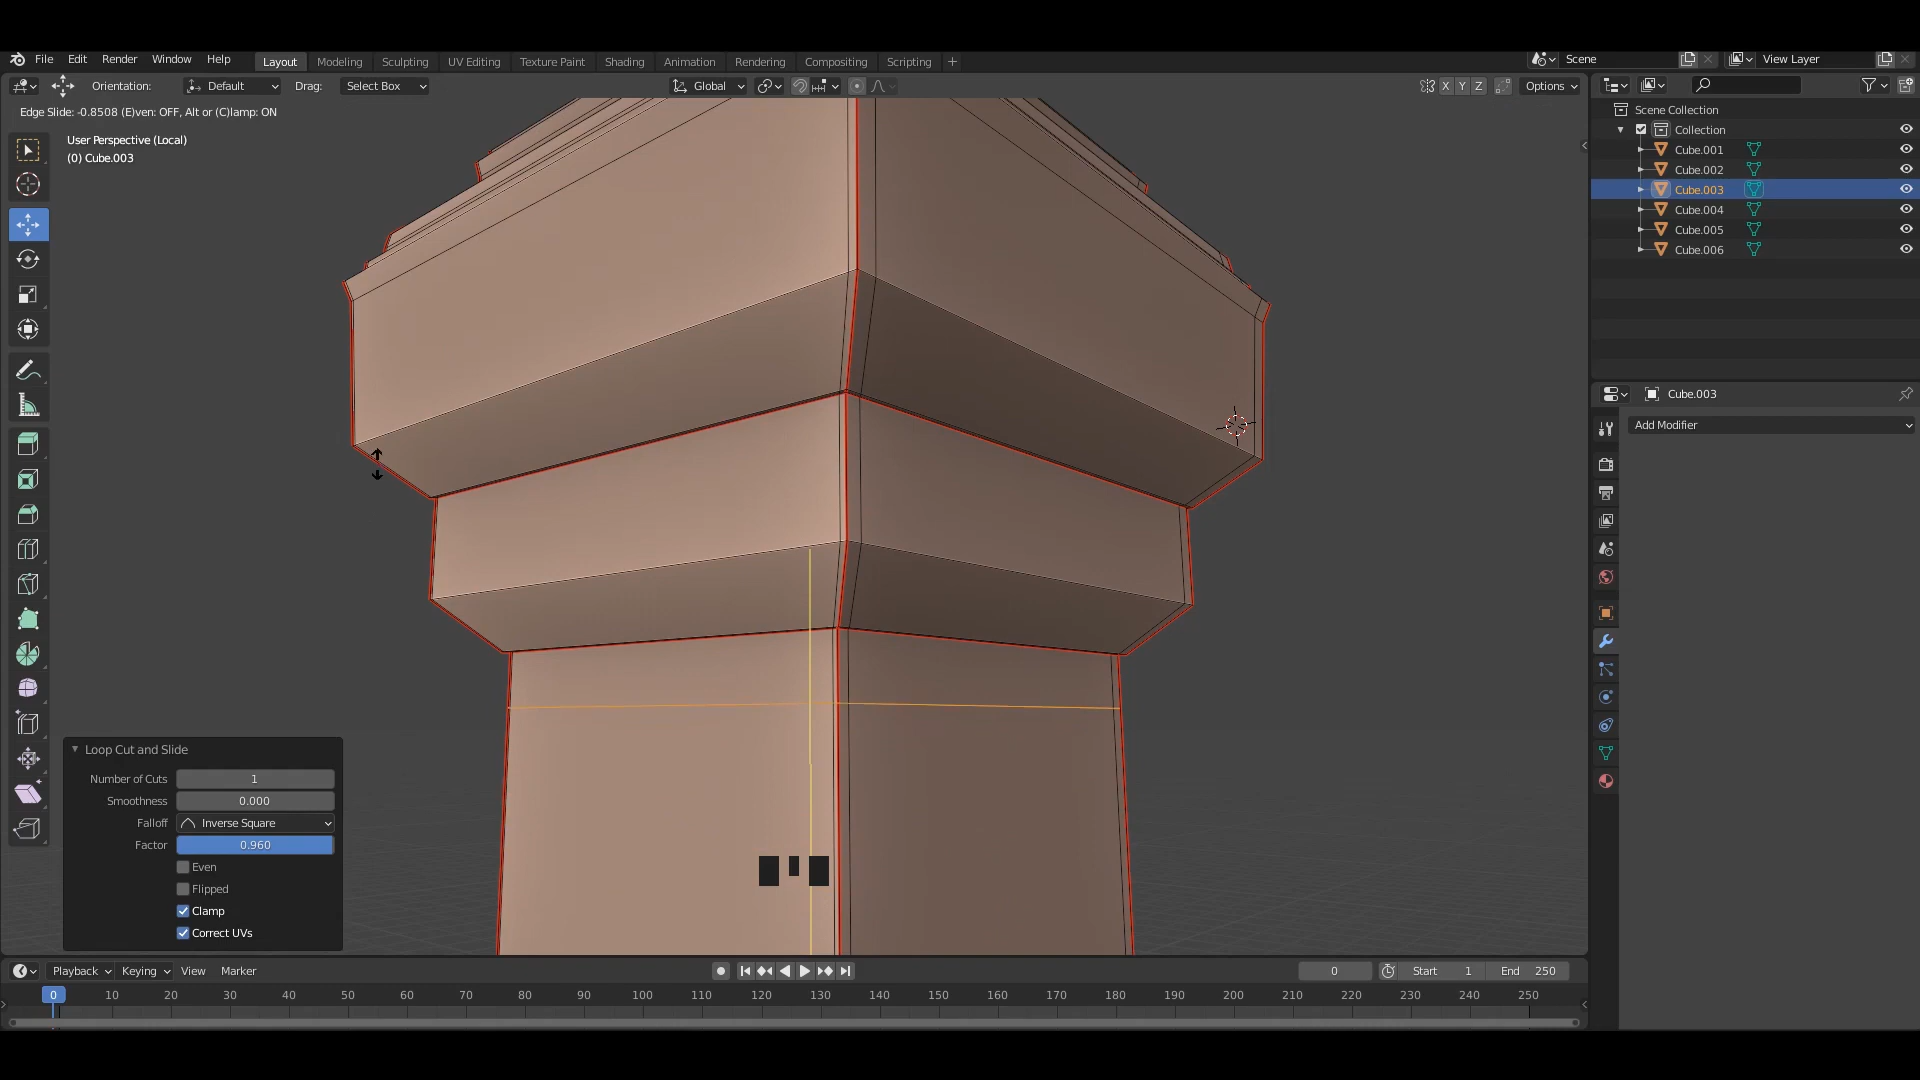 File Edit Render Window Help Layout Modeling Sculpting UV Editing Texture Paint Shading Animation Rendering Compositing Scripting + Scene View Layer
Orientation: Default Drag: Select Box Global X Y Z Options
Edge Slide: -0.8508 (E)ven: OFF, Alt or (C)lamp: ON
User Perspective (Local)
(0) Cube.003
Scene Collection
Collection
Cube.001
Cube.002
Cube.003
Cube.004
Cube.005
Cube.006
Cube.003
Add Modifier
Loop Cut and Slide
Number of Cuts 1
Smoothness 0.000
Falloff Inverse Square
Factor 0.960
Even
Flipped
Clamp
Correct UVs
Playback Keying View Marker 0 Start 1 End 250
0 10 20 30 40 50 60 70 80 90 100 110 120 130 140 150 160 170 180 190 200 210 220 230 240 250